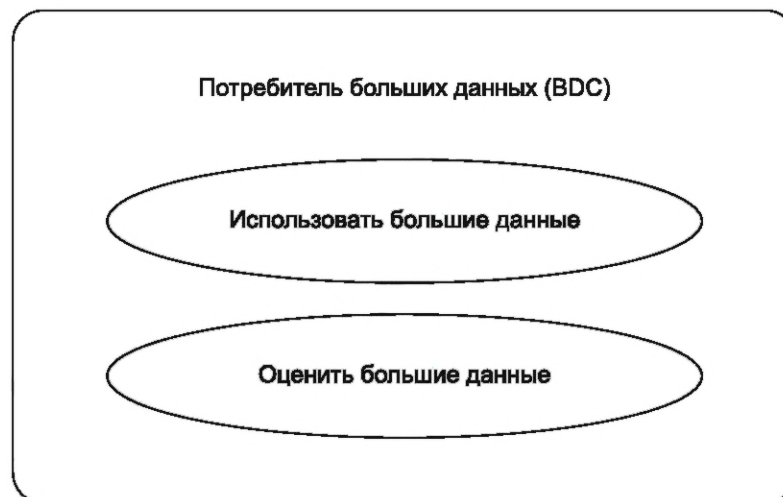 Потребитель больших данных (BDC)
Использовать большие данные
Оценить большие данные